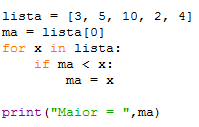 lista = [3, 5, 10, 2, 4]
ma = lista[0]
for x in lista:
    if ma < x:
        ma = x
print("Maior = ",ma)